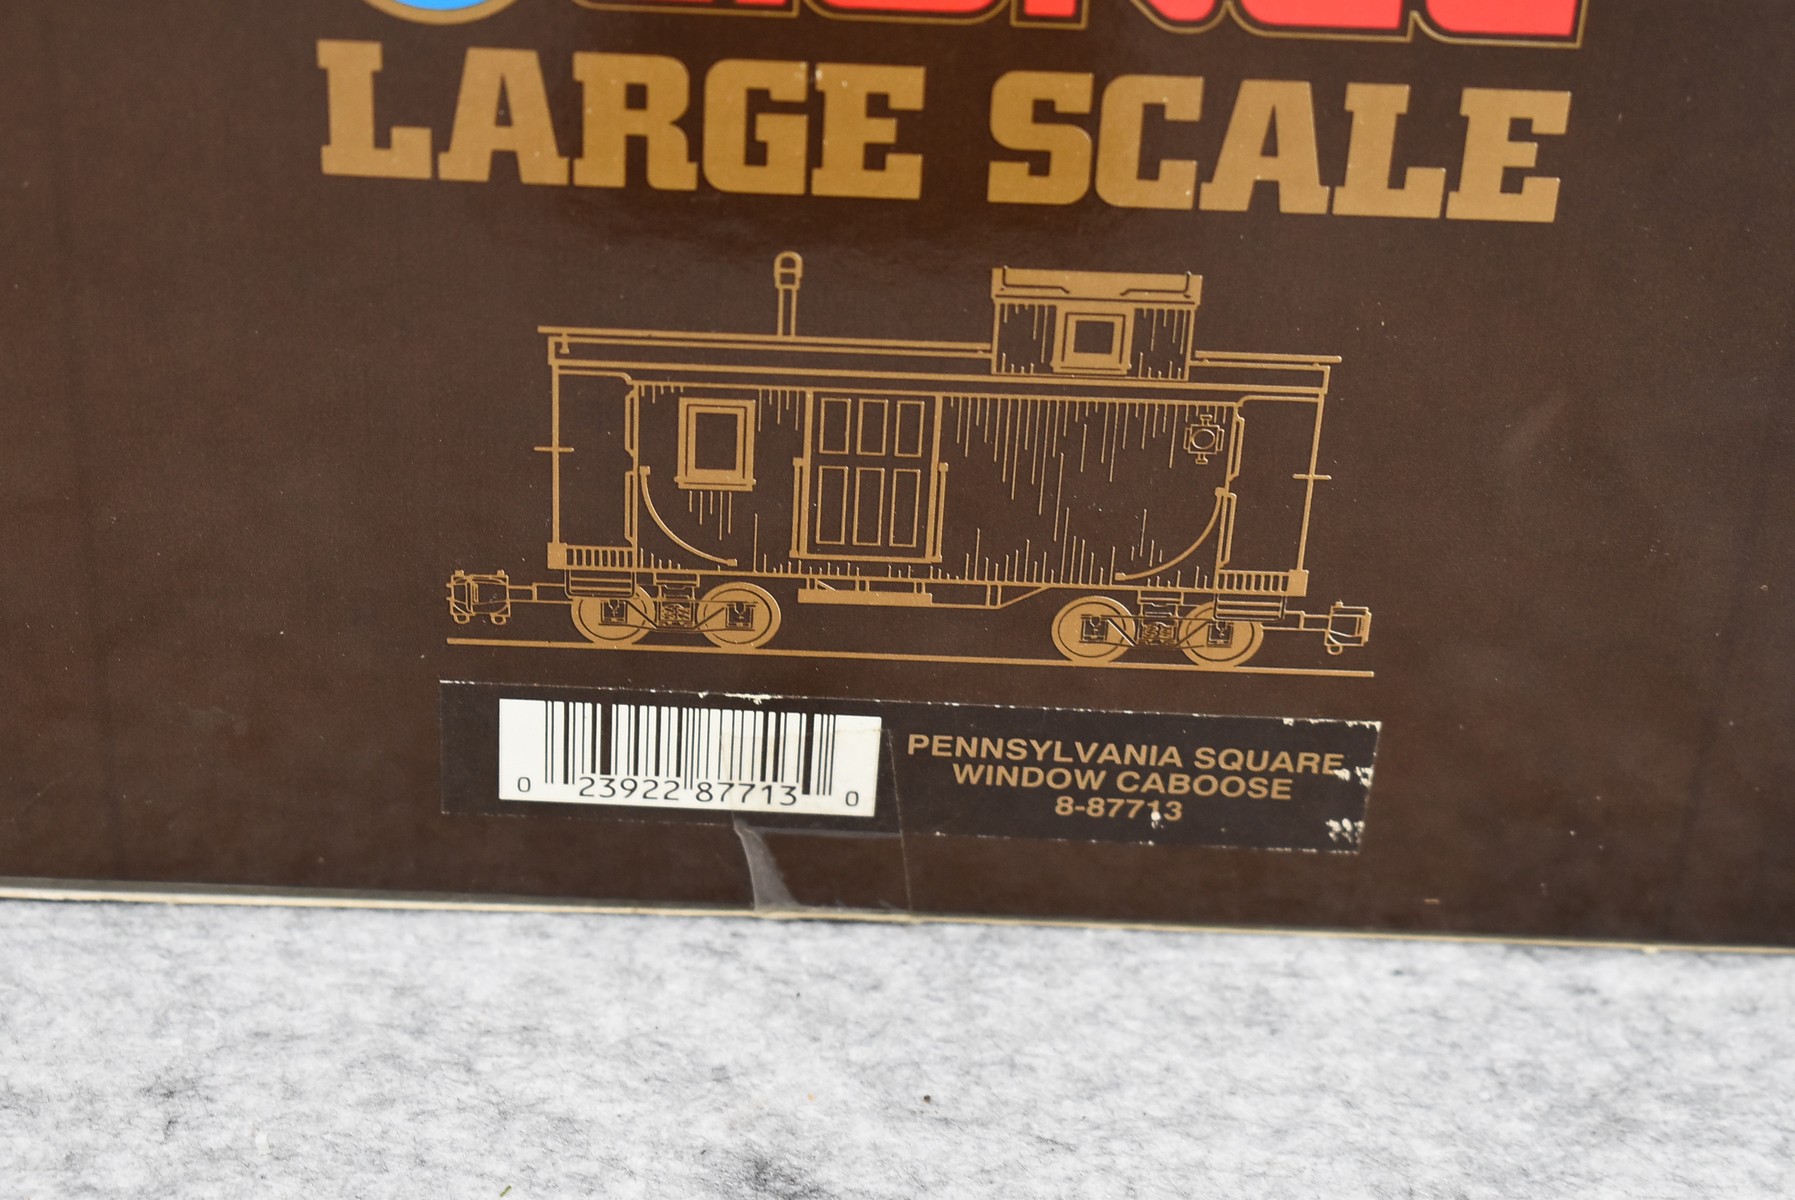 LARGE SCALE
0 23922 87713 0
PENNSYLVANIA SQUARE
WINDOW CABOOSE
8-87713